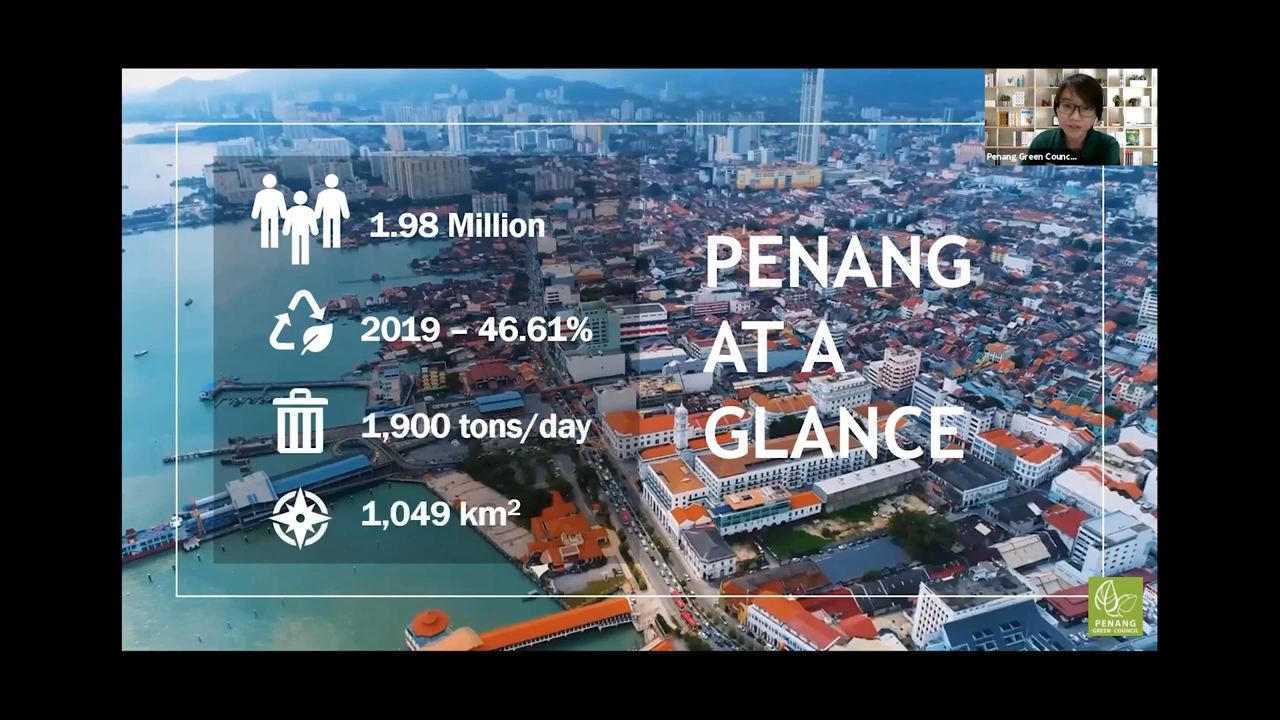 1.98 Million
2019 – 46.61%
1,900 tons/day
1,049 km²
PENANG
AT A
GLANCE
Penang Green Counc...
PENANG
GREEN COUNCIL